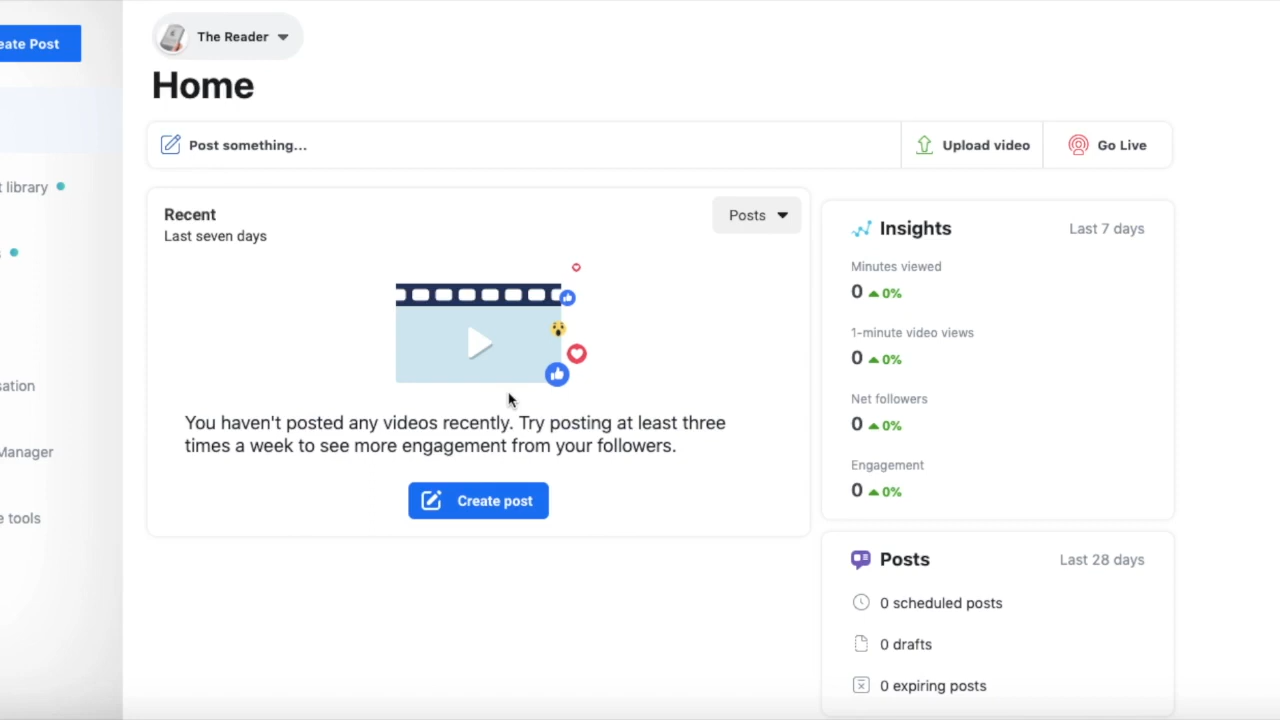 eate Post
t library
s
sation
Manager
e tools
The Reader
Home
Post something...
Upload video
Go Live
Recent
Last seven days
Posts
You haven't posted any videos recently. Try posting at least three
times a week to see more engagement from your followers.
Create post
Insights
Last 7 days
Minutes viewed
0 0%
1-minute video views
0 0%
Net followers
0 0%
Engagement
0 0%
Posts
Last 28 days
0 scheduled posts
0 drafts
0 expiring posts